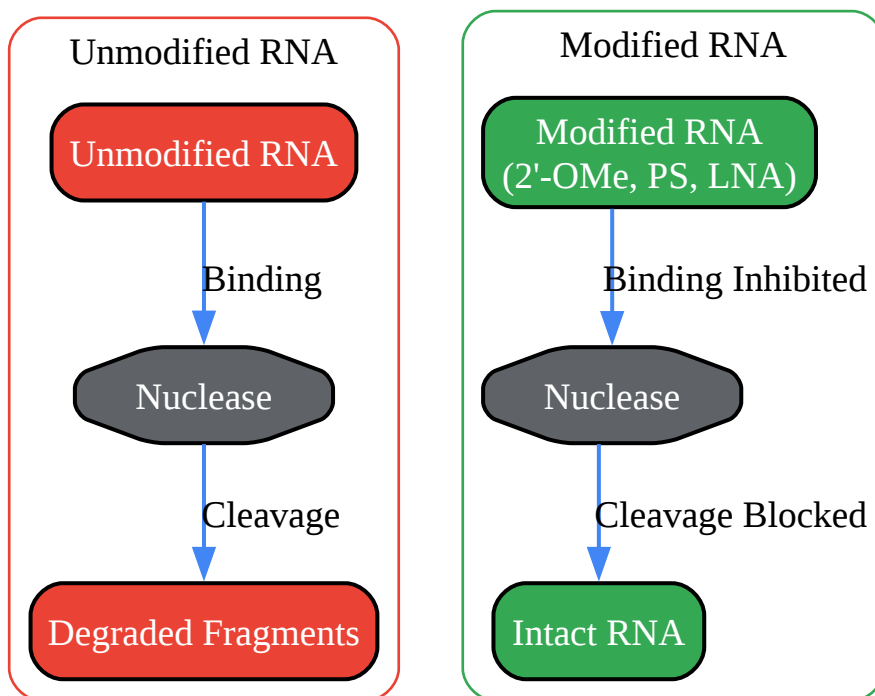 Unmodified RNA
Unmodified RNA
Binding
Nuclease
Cleavage
Degraded Fragments
Modified RNA
Modified RNA
(2'-OMe, PS, LNA)
Binding Inhibited
Nuclease
Cleavage Blocked
Intact RNA